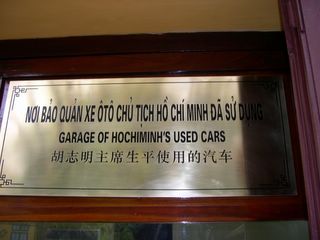 NƠI BẢO QUẢN XE ÔTÔ CHỦ TỊCH HỒ CHÍ MINH ĐÃ SỬ DỤNG
GARAGE OF HOCHIMINH'S USED CARS
胡志明主席生平使用的汽车